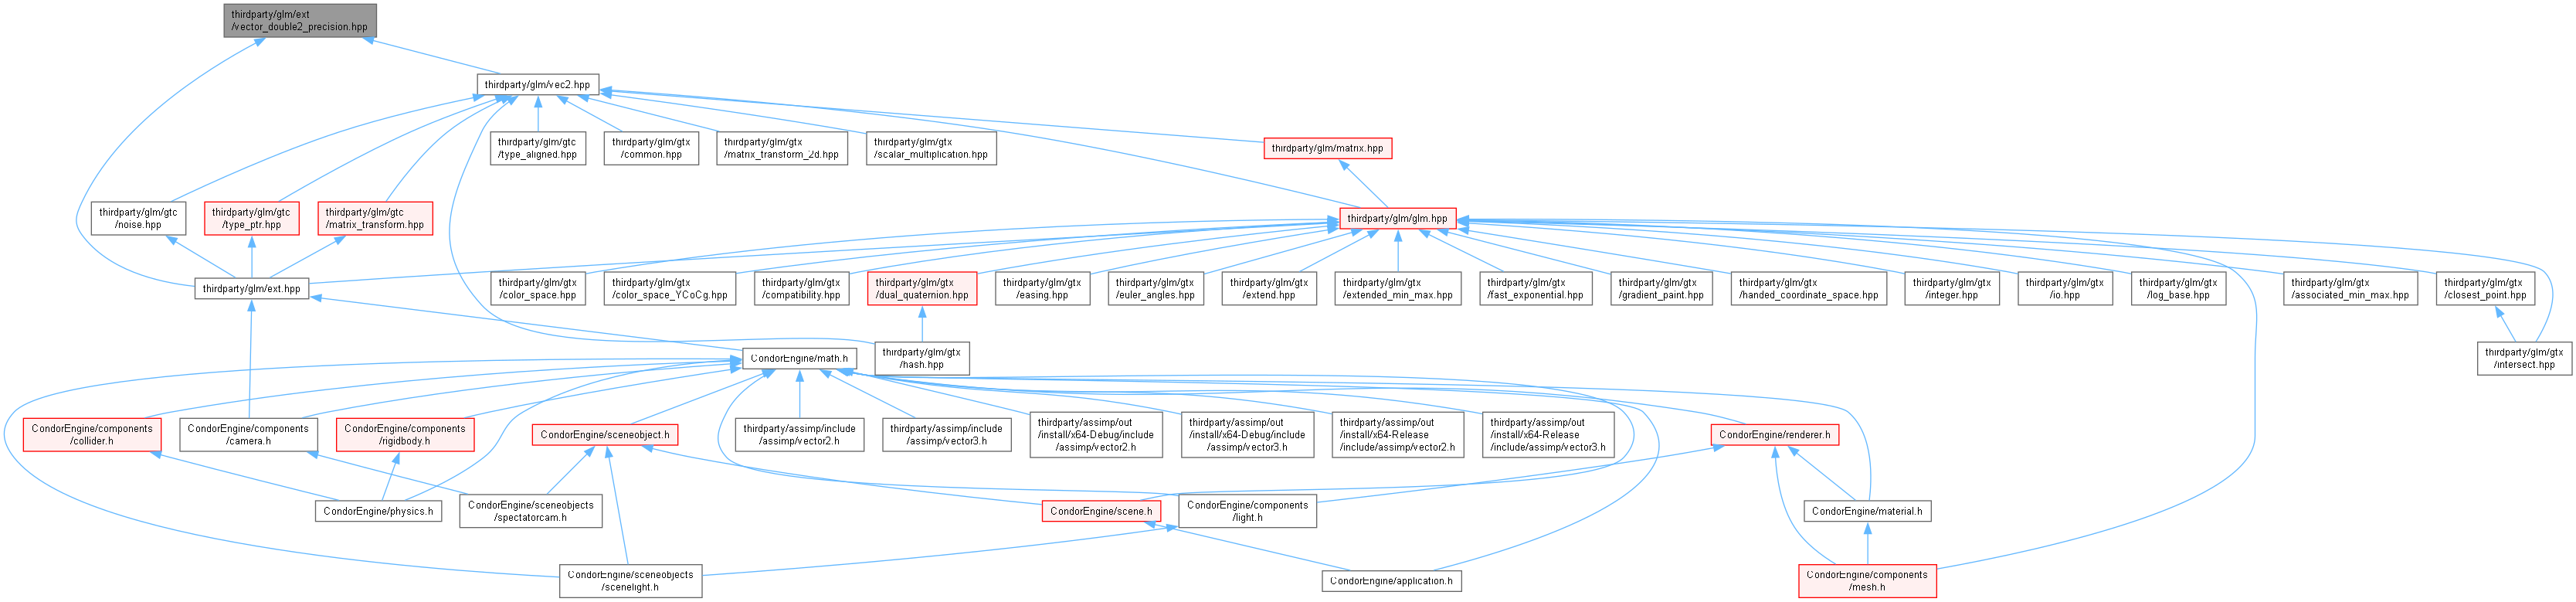 thirdparty/glm/ext
/vector_double2_precision.hpp
thirdparty/glm/vec2.hpp
thirdparty/glm/gtc
/type_aligned.hpp
thirdparty/glm/gtx
/common.hpp
thirdparty/glm/gtx
/matrix_transform_2d.hpp
thirdparty/glm/gtx
/scalar_multiplication.hpp
thirdparty/glm/matrix.hpp
thirdparty/glm/gtc
/noise.hpp
thirdparty/glm/gtc
/type_ptr.hpp
thirdparty/glm/gtc
/matrix_transform.hpp
thirdparty/glm/glm.hpp
thirdparty/glm/ext.hpp
thirdparty/glm/gtx
/color_space.hpp
thirdparty/glm/gtx
/color_space_YCoCg.hpp
thirdparty/glm/gtx
/compatibility.hpp
thirdparty/glm/gtx
/dual_quaternion.hpp
thirdparty/glm/gtx
/easing.hpp
thirdparty/glm/gtx
/euler_angles.hpp
thirdparty/glm/gtx
/extend.hpp
thirdparty/glm/gtx
/extended_min_max.hpp
thirdparty/glm/gtx
/fast_exponential.hpp
thirdparty/glm/gtx
/gradient_paint.hpp
thirdparty/glm/gtx
/handed_coordinate_space.hpp
thirdparty/glm/gtx
/integer.hpp
thirdparty/glm/gtx
/io.hpp
thirdparty/glm/gtx
/log_base.hpp
thirdparty/glm/gtx
/associated_min_max.hpp
thirdparty/glm/gtx
/closest_point.hpp
CondorEngine/math.h
thirdparty/glm/gtx
/hash.hpp
thirdparty/glm/gtx
/intersect.hpp
CondorEngine/components
/collider.h
CondorEngine/components
/camera.h
CondorEngine/components
/rigidbody.h
CondorEngine/sceneobject.h
thirdparty/assimp/include
/assimp/vector2.h
thirdparty/assimp/include
/assimp/vector3.h
thirdparty/assimp/out
/install/x64-Debug/include
/assimp/vector2.h
thirdparty/assimp/out
/install/x64-Debug/include
/assimp/vector3.h
thirdparty/assimp/out
/install/x64-Release
/include/assimp/vector2.h
thirdparty/assimp/out
/install/x64-Release
/include/assimp/vector3.h
CondorEngine/renderer.h
CondorEngine/physics.h
CondorEngine/sceneobjects
/spectatorcam.h
CondorEngine/scene.h
CondorEngine/components
/light.h
CondorEngine/material.h
CondorEngine/sceneobjects
/scenelight.h
CondorEngine/application.h
CondorEngine/components
/mesh.h